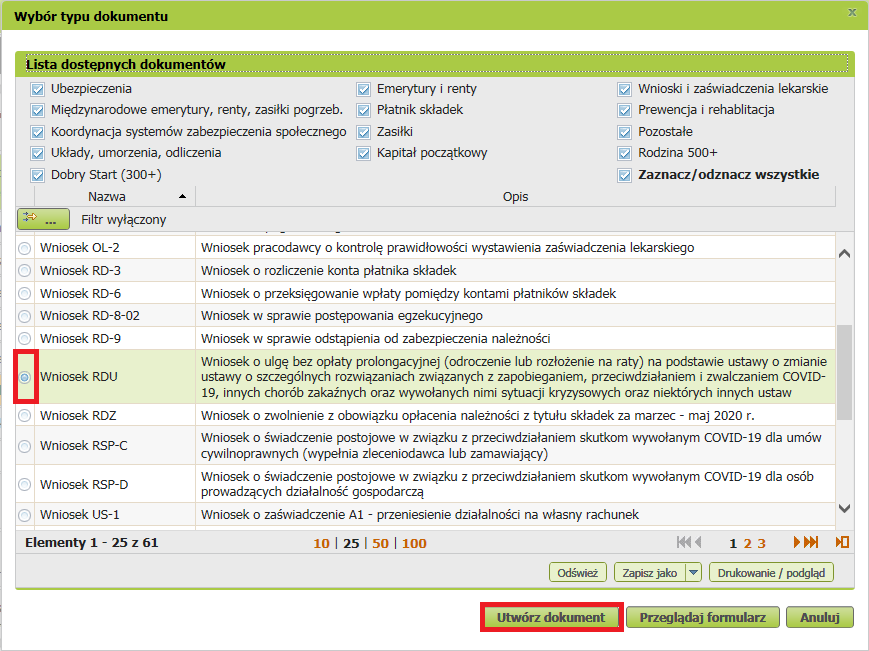 Wybór typu dokumentu
x
Lista dostępnych dokumentów
Ubezpieczenia
Emerytury i renty
Wnioski i zaświadczenia lekarskie
Międzynarodowe emerytury, renty, zasiłki pogrzeb.
Płatnik składek
Prewencja i rehablitacja
Koordynacja systemów zabezpieczenia społecznego
Zasiłki
Pozostałe
Układy, umorzenia, odliczenia
Kapitał początkowy
Rodzina 500+
Dobry Start (300+)
Zaznacz/odznacz wszystkie
Nazwa
Opis
...
Filtr wyłączony
Wniosek OL-2
Wniosek pracodawcy o kontrolę prawidłowości wystawienia zaświadczenia lekarskiego
Wniosek RD-3
Wniosek o rozliczenie konta płatnika składek
Wniosek RD-6
Wniosek o przeksięgowanie wpłaty pomiędzy kontami płatników składek
Wniosek RD-8-02
Wniosek w sprawie postępowania egzekucyjnego
Wniosek RD-9
Wniosek w sprawie odstąpienia od zabezpieczenia należności
Wniosek RDU
Wniosek o ulgę bez opłaty prolongacyjnej (odroczenie lub rozłożenie na raty) na podstawie ustawy o zmianie
ustawy o szczególnych rozwiązaniach związanych z zapobieganiem, przeciwdziałaniem i zwalczaniem COVID-
19, innych chorób zakaźnych oraz wywołanych nimi sytuacji kryzysowych oraz niektórych innych ustaw
Wniosek RDZ
Wniosek o zwolnienie z obowiązku opłacenia należności z tytułu składek za marzec - maj 2020 r.
Wniosek RSP-C
Wniosek o świadczenie postojowe w związku z przeciwdziałaniem skutkom wywołanym COVID-19 dla umów
cywilnoprawnych (wypełnia zleceniodawca lub zamawiający)
Wniosek RSP-D
Wniosek o świadczenie postojowe w związku z przeciwdziałaniem skutkom wywołanym COVID-19 dla osób
prowadzących działalność gospodarczą
Wniosek US-1
Wniosek o zaświadczenie A1 - przeniesienie działalności na własny rachunek
Elementy 1 - 25 z 61
10 | 25 | 50 | 100
1 2 3
Odśwież
Zapisz jako
Drukowanie / podgląd
Utwórz dokument
Przeglądaj formularz
Anuluj